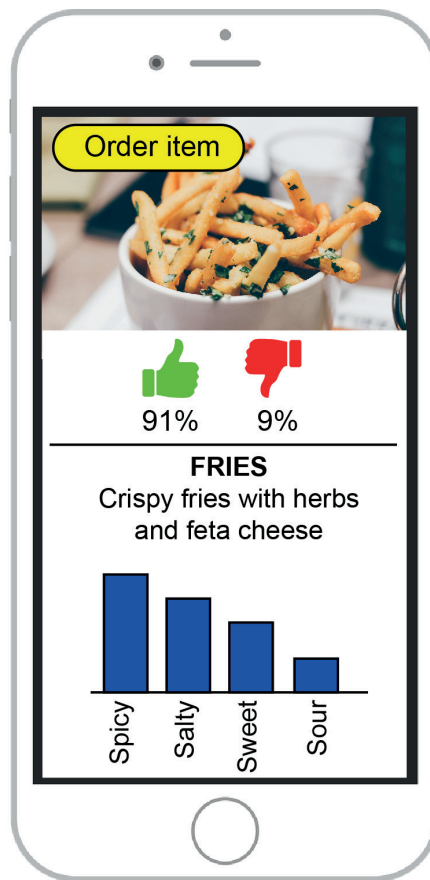 Order item
91%
9%
FRIES
Crispy fries with herbs
and feta cheese
Spicy
Salty
Sweet
Sour